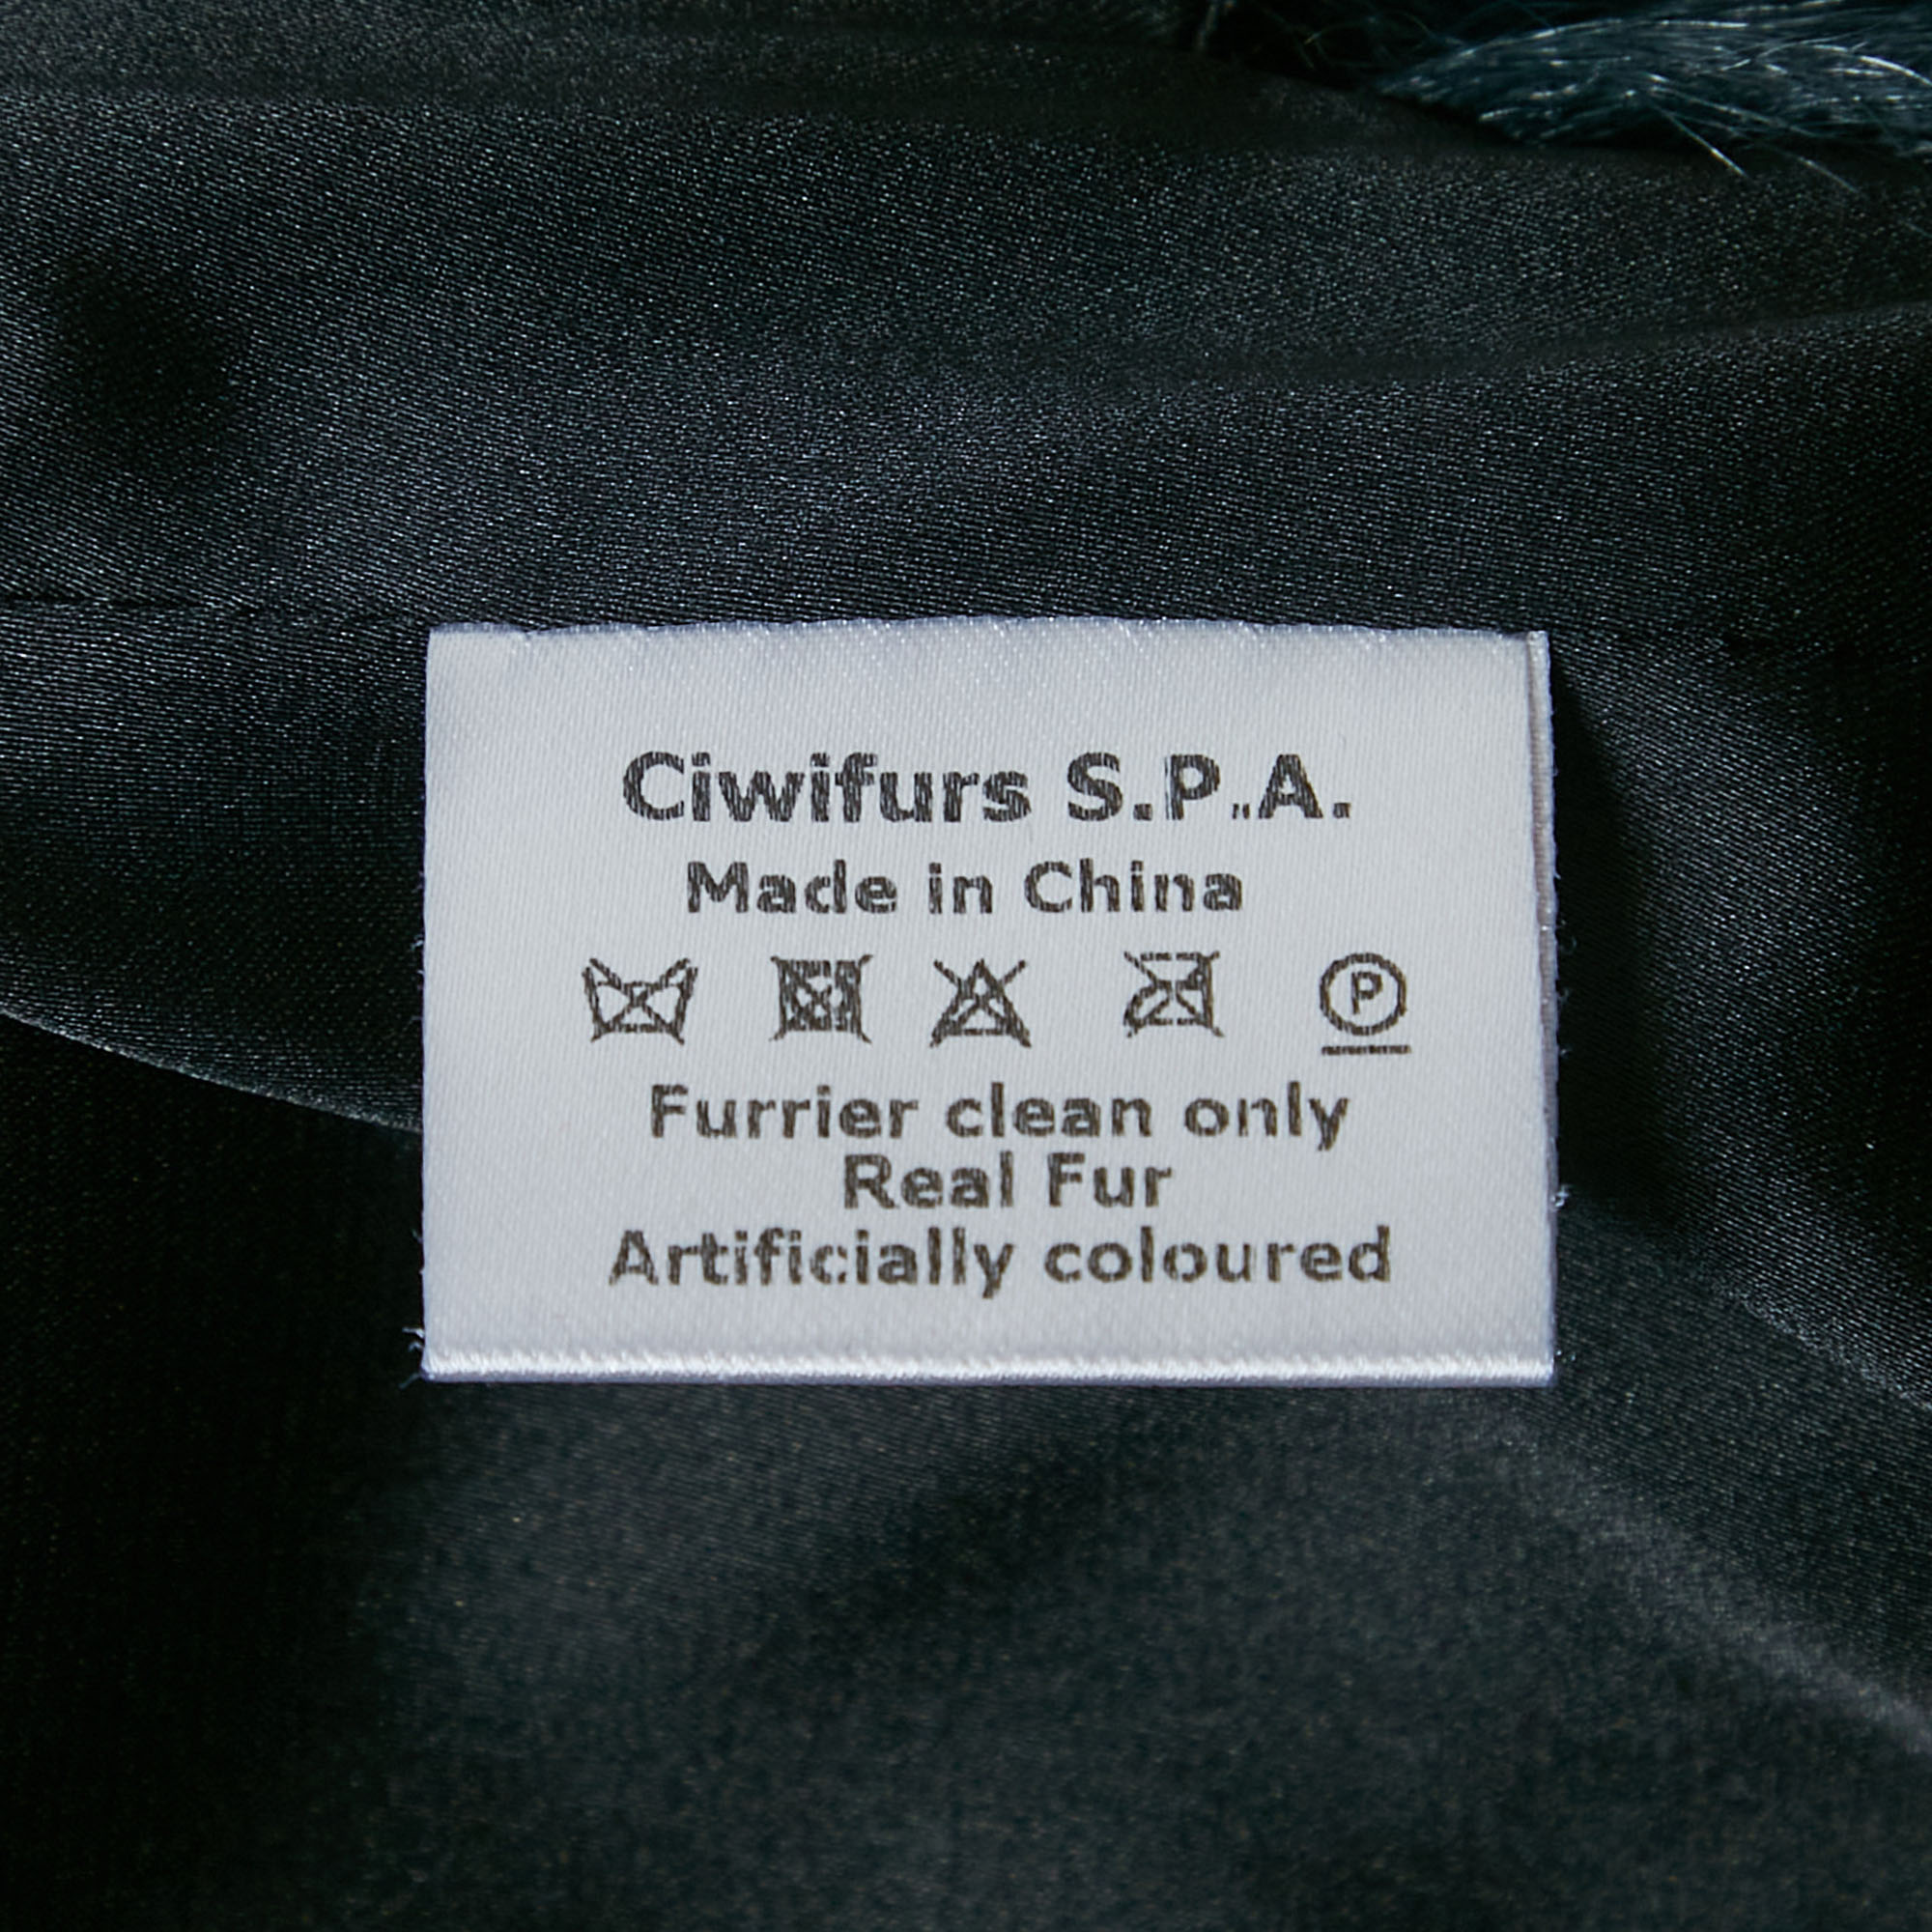 Ciwifurs S.P.A.
Made in China
P
Furrier clean only
Real Fur
Artificially coloured